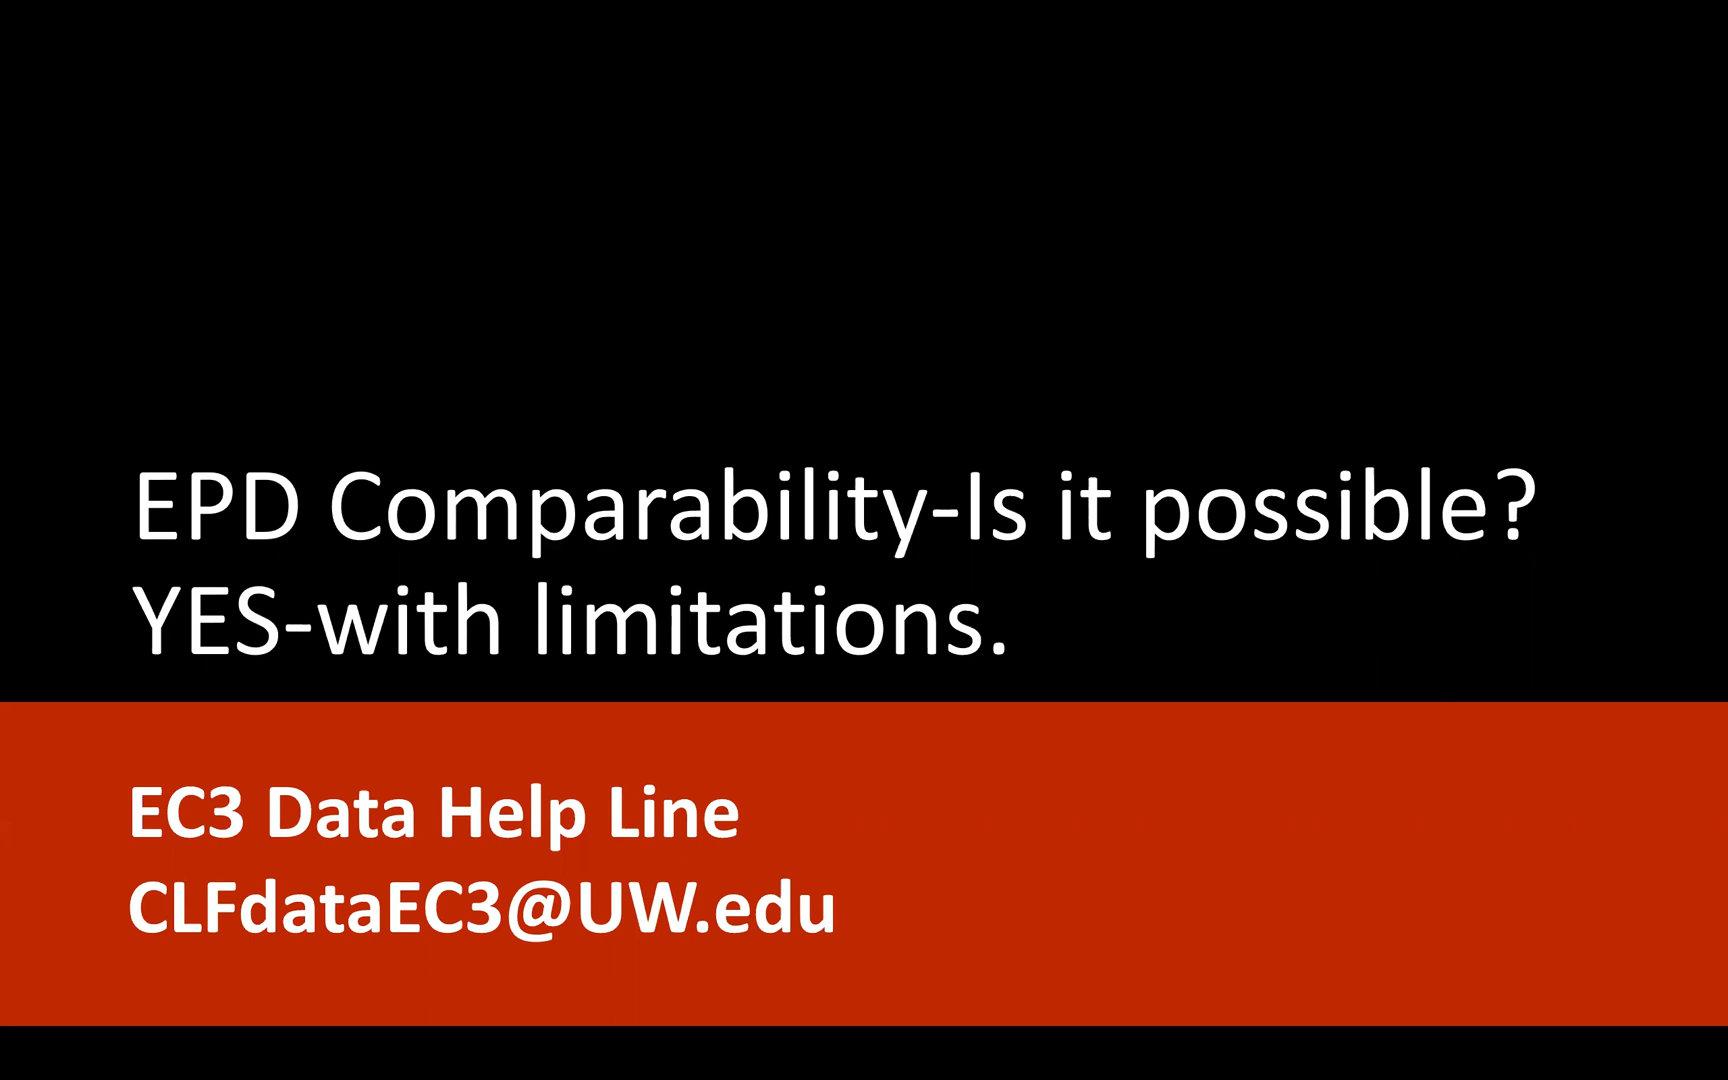 EPD Comparability-Is it possible?
YES-with limitations.
EC3 Data Help Line
CLFdataEC3@UW.edu